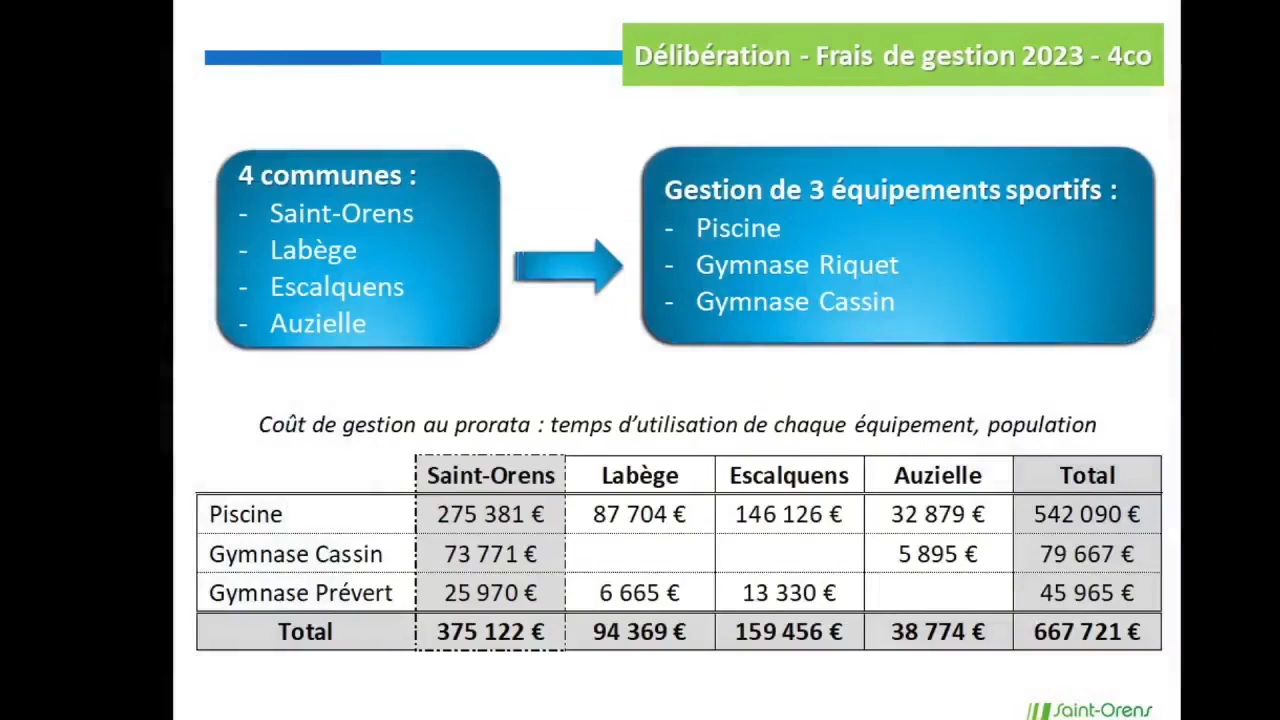 Délibération - Frais de gestion 2023 - 4co
4 communes :
- Saint-Orens
- Labège
- Escalquens
- Auzielle
Gestion de 3 équipements sportifs :
- Piscine
- Gymnase Riquet
- Gymnase Cassin
Coût de gestion au prorata : temps d’utilisation de chaque équipement, population
Saint-Orens Labège Escalquens Auzielle Total
Piscine 275 381 € 87 704 € 146 126 € 32 879 € 542 090 €
Gymnase Cassin 73 771 € 5 895 € 79 667 €
Gymnase Prévert 25 970 € 6 665 € 13 330 € 45 965 €
Total 375 122 € 94 369 € 159 456 € 38 774 € 667 721 €
Saint-Orens